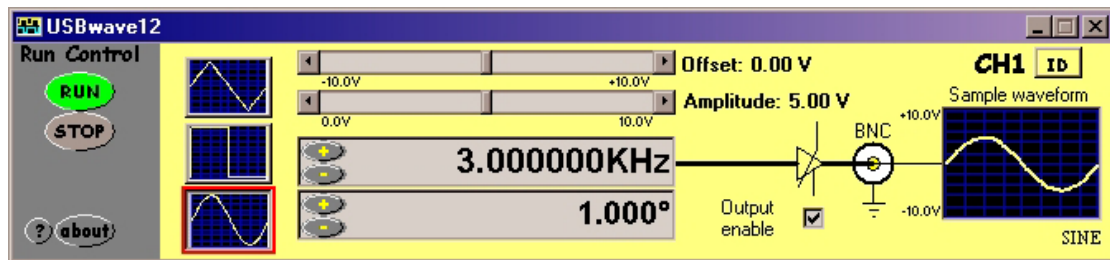 USBwave12
Run Control
RUN
STOP
? about
-10.0V +10.0V
Offset: 0.00 V
0.0V 10.0V
Amplitude: 5.00 V
+ - 3.000000KHz
+ - 1.000°
BNC
Output
enable
CH1 ID
Sample waveform
+10.0V
-10.0V
SINE